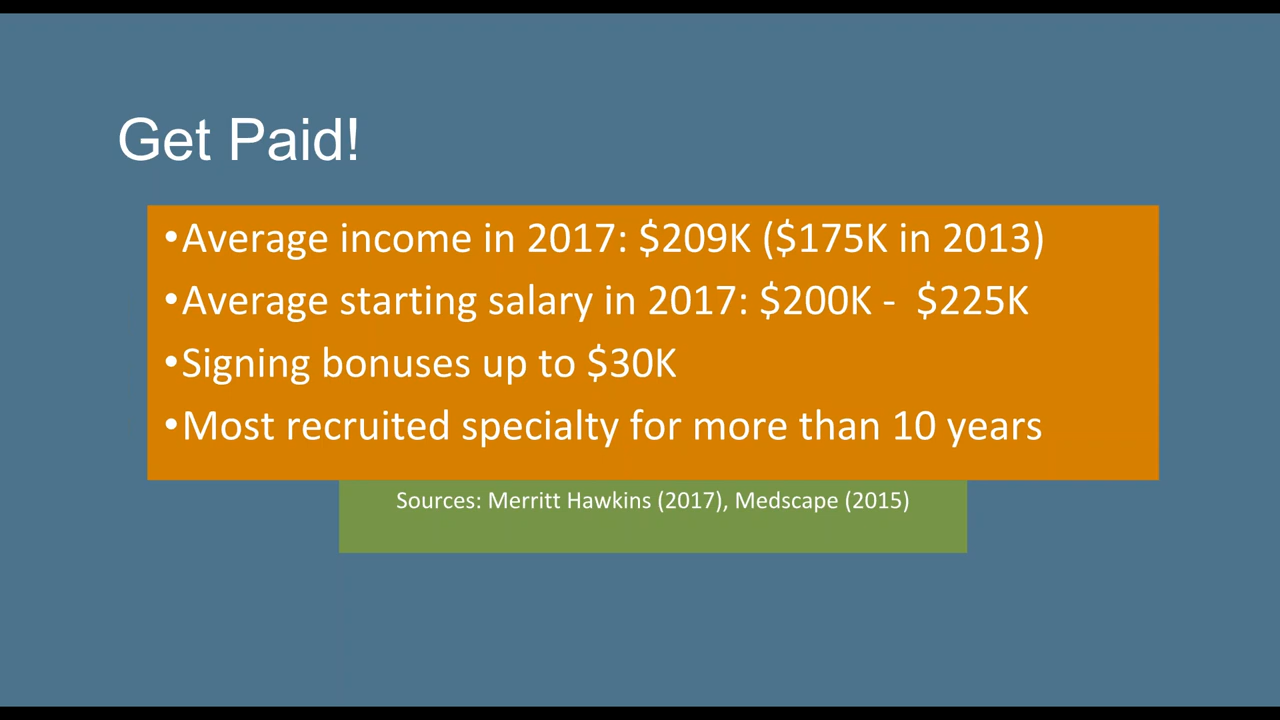 Get Paid!
•Average income in 2017: $209K ($175K in 2013)
•Average starting salary in 2017: $200K -  $225K
•Signing bonuses up to $30K
•Most recruited specialty for more than 10 years
Sources: Merritt Hawkins (2017), Medscape (2015)